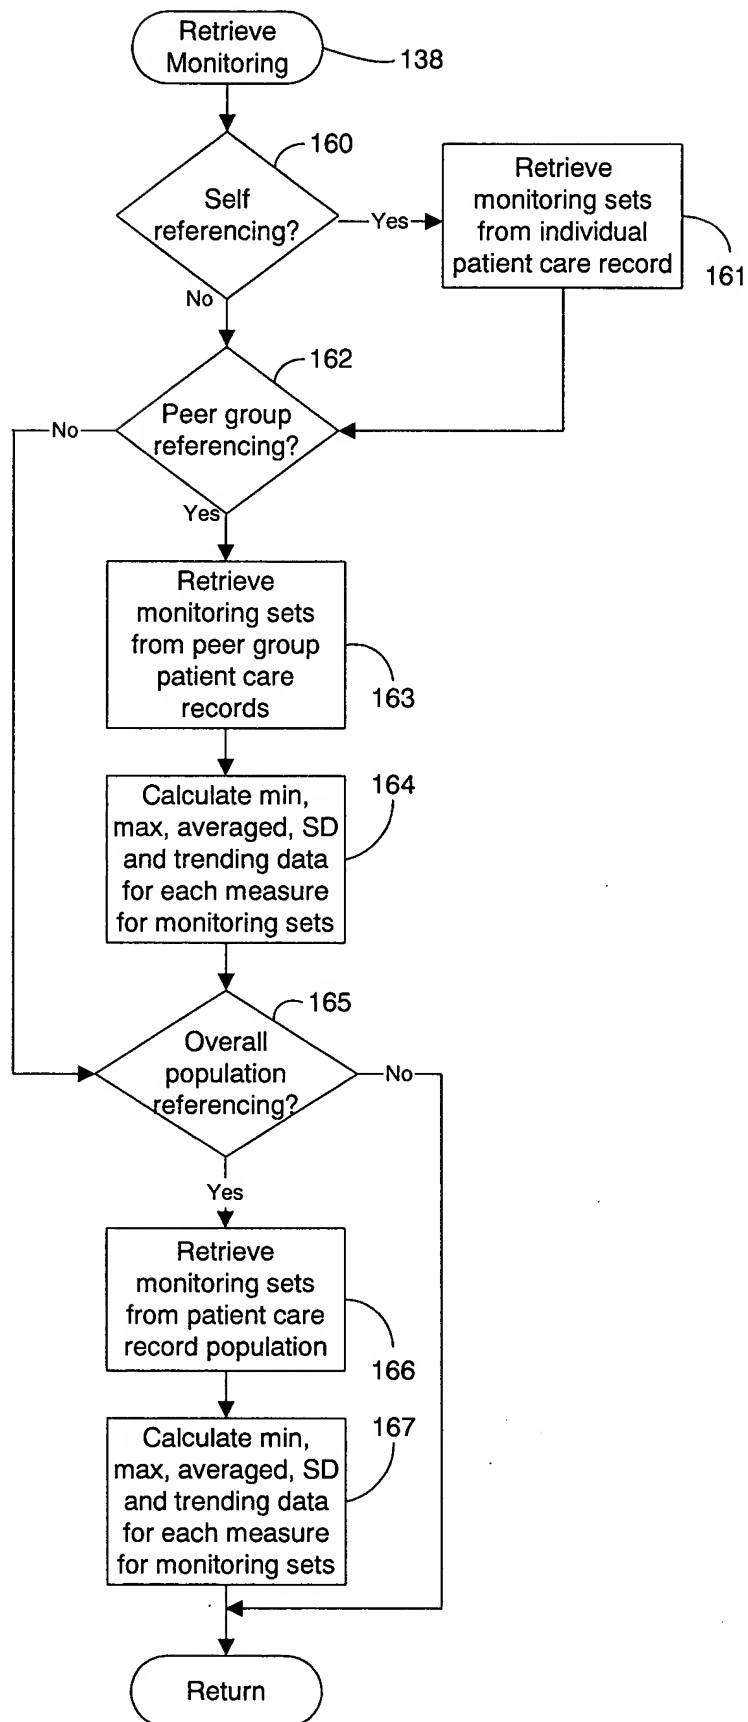 Retrieve
Monitoring
138
160
Self
referencing?
Yes
Retrieve
monitoring sets
from individual
patient care record
161
No
162
Peer group
referencing?
No
Yes
Retrieve
monitoring sets
from peer group
patient care
records
163
164
Calculate min,
max, averaged, SD
and trending data
for each measure
for monitoring sets
165
Overall
population
referencing?
No
Yes
Retrieve
monitoring sets
from patient care
record population
166
167
Calculate min,
max, averaged, SD
and trending data
for each measure
for monitoring sets
Return